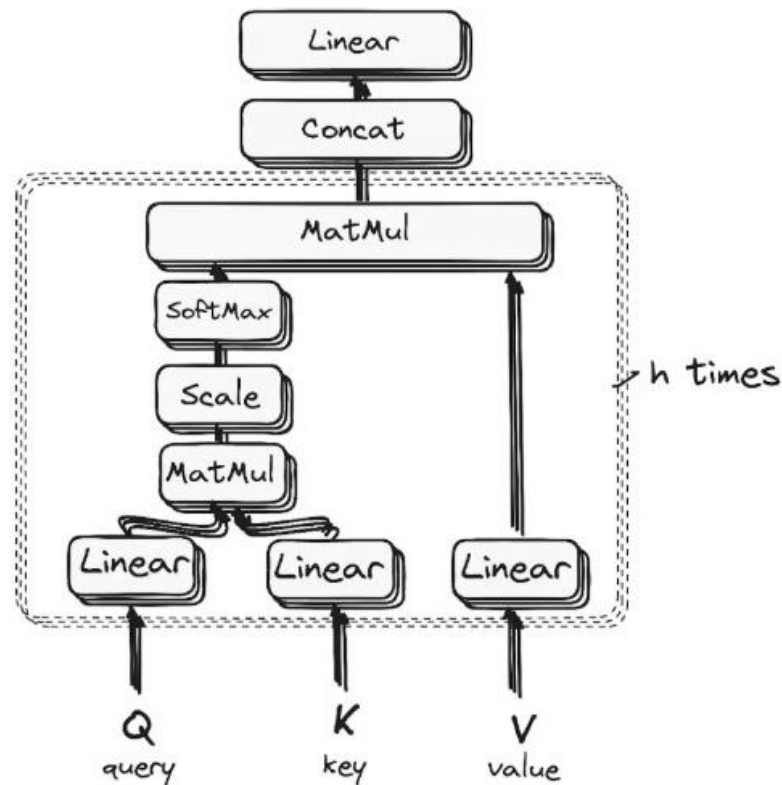 Linear
Concat
MatMul
SoftMax
Scale
h times
MatMul
Linear
Linear
Linear
Q
K
V
query
key
value